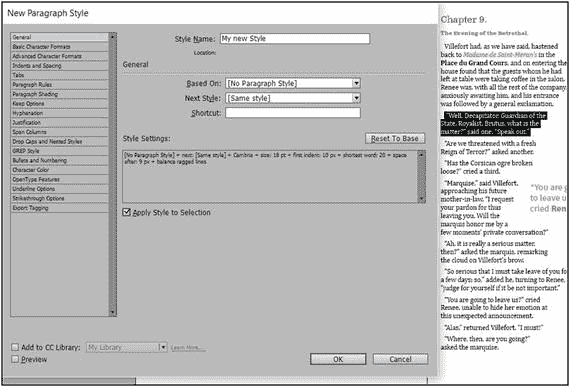 New Paragraph Style
General
Basic Character Formats
Advanced Character Formats
Indents and Spacing
Tabs
Paragraph Rules
Paragraph Shading
Keep Options
Hyphenation
Justification
Span Columns
Drop Caps and Nested Styles
GREP Style
Bullets and Numbering
Character Color
OpenType Features
Underline Options
Strikethrough Options
Export Tagging
Style Name: My new Style
Location:
General
Based On: [No Paragraph Style]
Next Style: [Same style]
Shortcut:
Style Settings: Reset To Base
[No Paragraph Style] + next: [Same style] + Cambria + size: 18 pt + first indent: 10 px + shortest word: 20 + space
after: 9 px + balance ragged lines
Apply Style to Selection
Add to CC Library: My Library Learn More...
Preview
OK Cancel
Chapter 9.
The Evening of the Betrothal.
Villefort had, as we have said, hastened
back to Madame de Saint-Meran's in the
Place du Grand Cours, and on entering the
house found that the guests whom he had
left at table were taking coffee in the salon.
Renee was, with all the rest of the company,
anxiously awaiting him, and his entrance
was followed by a general exclamation.
"Well, Decapitator, Guardian of the
State, Royalist, Brutus, what is the
matter?" said one. "Speak out."
"Are we threatened with a fresh
Reign of Terror?" asked another.
"Has the Corsican ogre broken
loose?" cried a third.
"Marquise," said Villefort,
approaching his future
mother-in-law, "I request
your pardon for thus
leaving you. Will the
marquis honor me by a
few moments' private conversation?"
"You are g
to leave u
cried Ren
"Ah, it is really a serious matter,
then?" asked the marquis, remarking
the cloud on Villefort's brow.
"So serious that I must take leave of you fo
a few days; so," added he, turning to Renee,
"judge for yourself if it be not important."
"You are going to leave us?" cried
Renee, unable to hide her emotion at
this unexpected announcement.
"Alas," returned Villefort, "I must!"
"Where, then, are you going?"
asked the marquise.